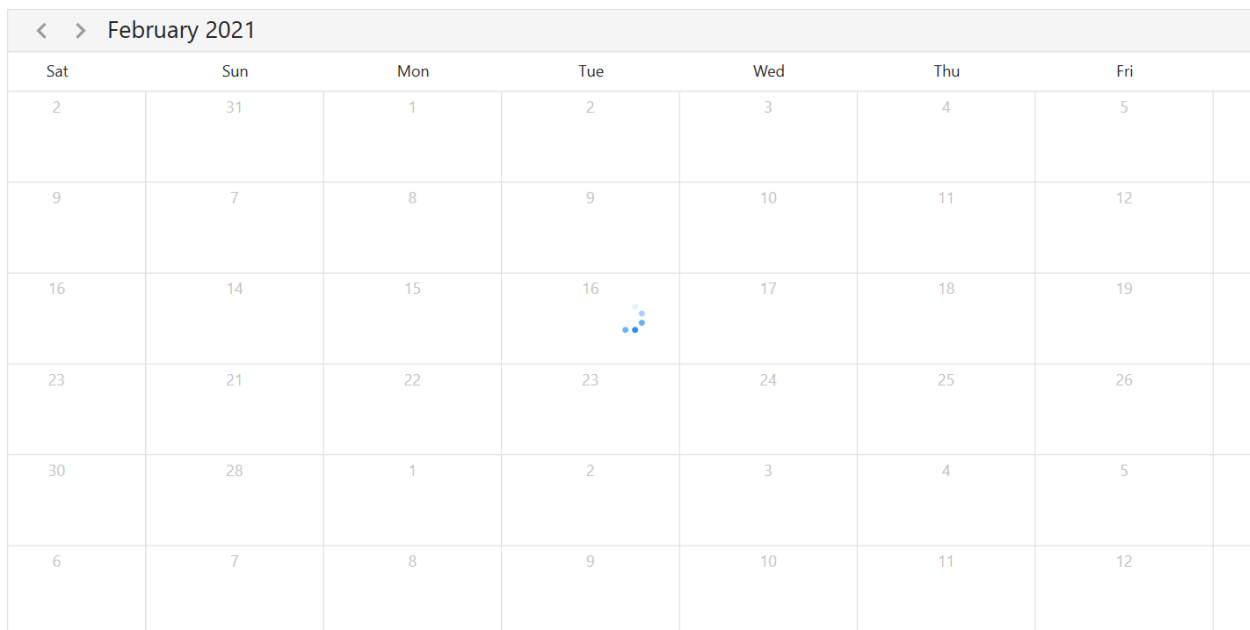 February 2021
Sat Sun Mon Tue Wed Thu Fri
2 31 1 2 3 4 5
9 7 8 9 10 11 12
16 14 15 16 17 18 19
23 21 22 23 24 25 26
30 28 1 2 3 4 5
6 7 8 9 10 11 12